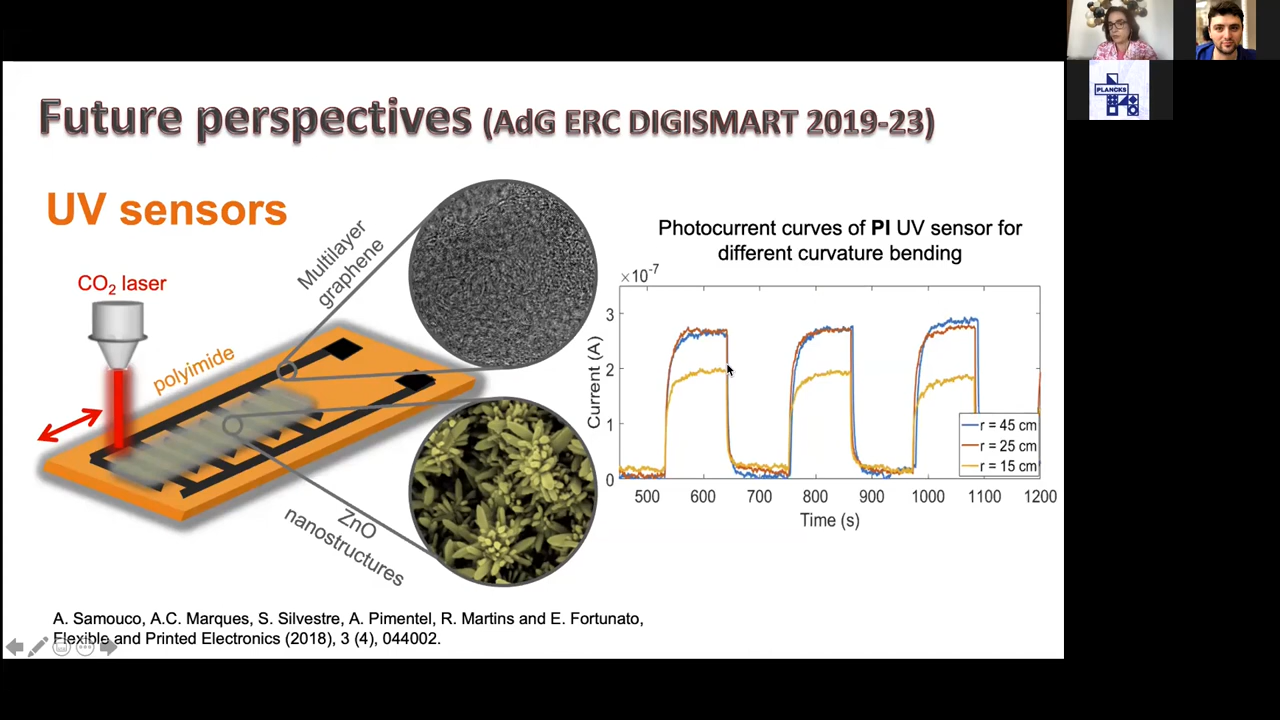 PLANCKS
Future perspectives (AdG ERC DIGISMART 2019-23)
UV sensors
CO₂ laser
polyimide
Multilayer
graphene
ZnO
nanostructures
Photocurrent curves of PI UV sensor for
different curvature bending
×10⁻⁷
3
2
1
0
Current (A)
500 600 700 800 900 1000 1100 1200
Time (s)
r = 45 cm
r = 25 cm
r = 15 cm
A. Samouco, A.C. Marques, S. Silvestre, A. Pimentel, R. Martins and E. Fortunato,
Flexible and Printed Electronics (2018), 3 (4), 044002.